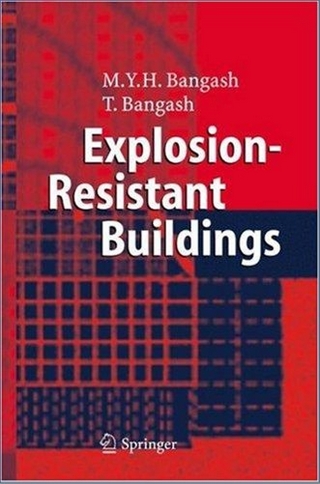 M.Y.H. Bangash
T. Bangash
Explosion-
Resistant
Buildings
Springer